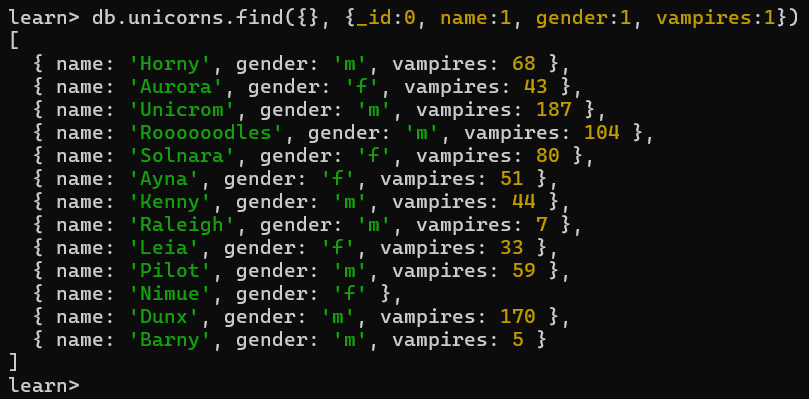 learn> db.unicorns.find({}, {_id:0, name:1, gender:1, vampires:1})
[
  { name: 'Horny', gender: 'm', vampires: 68 },
  { name: 'Aurora', gender: 'f', vampires: 43 },
  { name: 'Unicrom', gender: 'm', vampires: 187 },
  { name: 'Roooooodles', gender: 'm', vampires: 104 },
  { name: 'Solnara', gender: 'f', vampires: 80 },
  { name: 'Ayna', gender: 'f', vampires: 51 },
  { name: 'Kenny', gender: 'm', vampires: 44 },
  { name: 'Raleigh', gender: 'm', vampires: 7 },
  { name: 'Leia', gender: 'f', vampires: 33 },
  { name: 'Pilot', gender: 'm', vampires: 59 },
  { name: 'Nimue', gender: 'f' },
  { name: 'Dunx', gender: 'm', vampires: 170 },
  { name: 'Barny', gender: 'm', vampires: 5 }
]
learn>